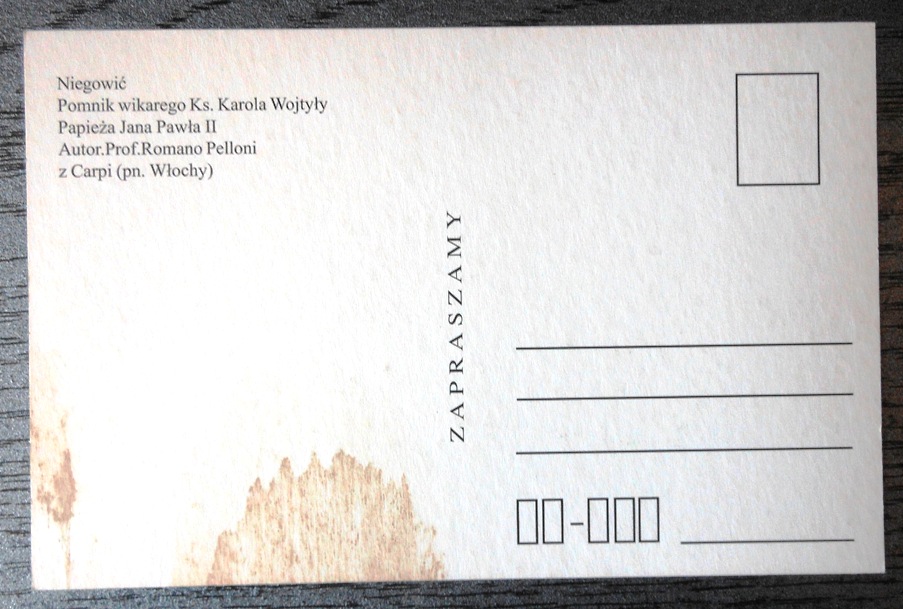 Niegowić
Pomnik wikarego Ks. Karola Wojtyły
Papieża Jana Pawła II
Autor.Prof.Romano Pelloni
z Carpi (pn. Włochy)
ZAPRASZAMY